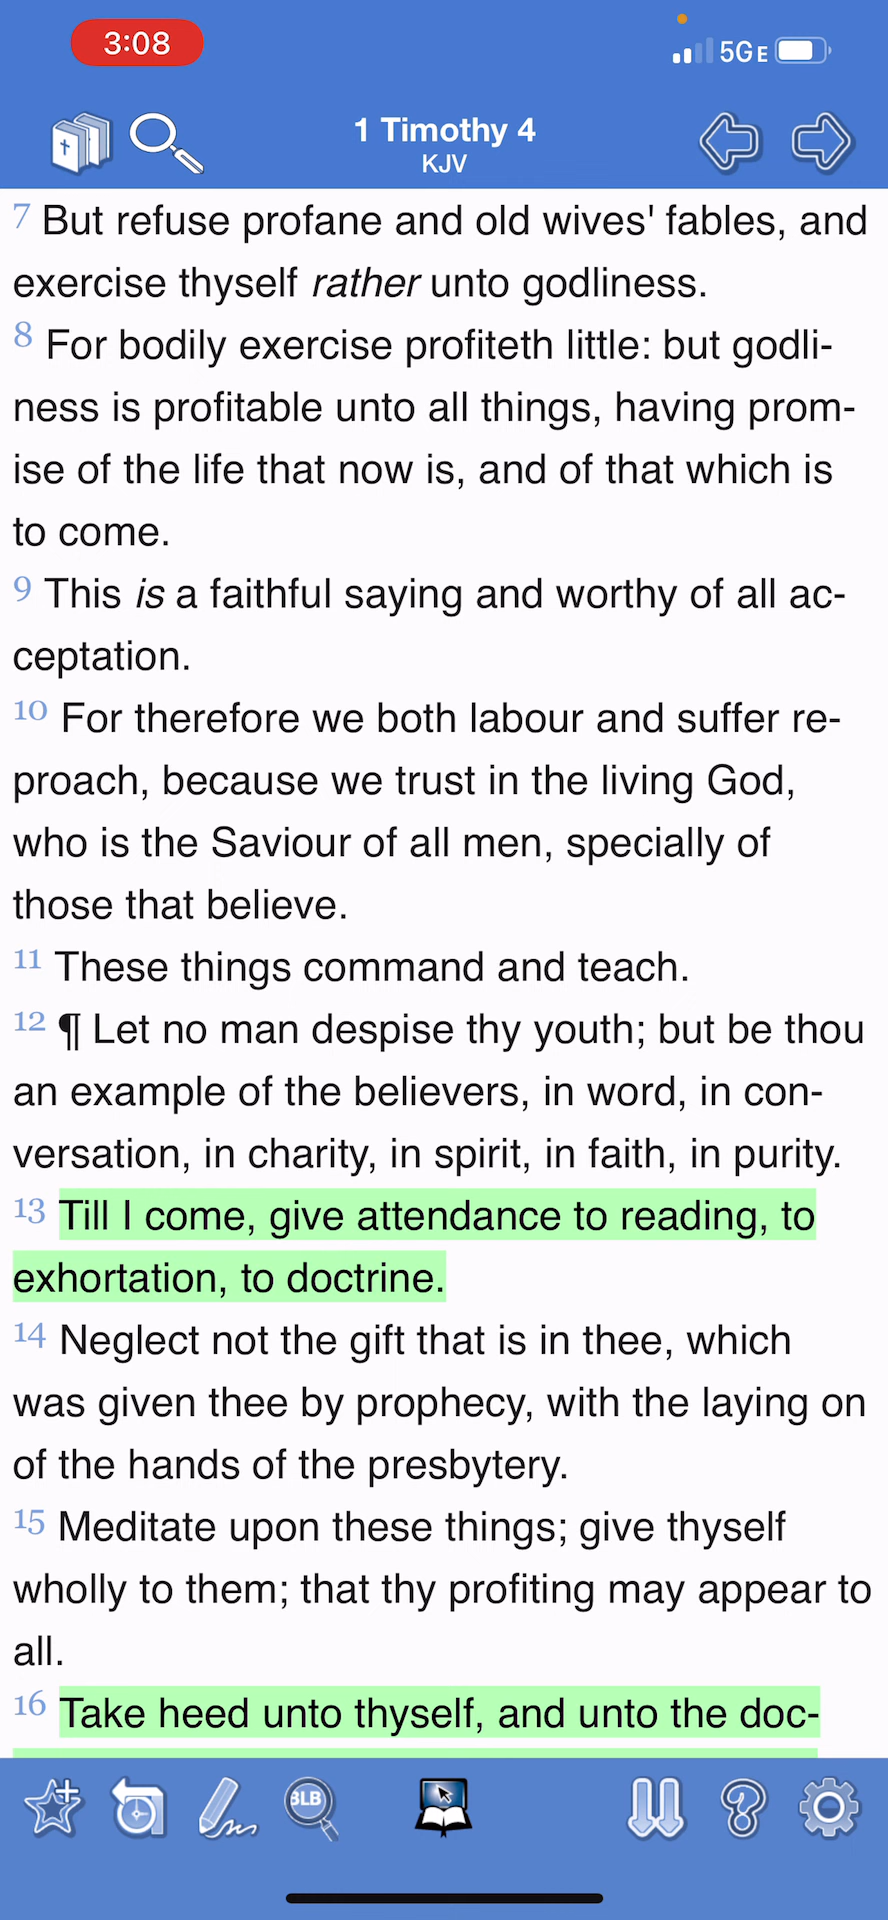 3:08
5GE
1 Timothy 4
KJV
7 But refuse profane and old wives' fables, and
exercise thyself rather unto godliness.
8 For bodily exercise profiteth little: but godli-
ness is profitable unto all things, having prom-
ise of the life that now is, and of that which is
to come.
9 This is a faithful saying and worthy of all ac-
ceptation.
10 For therefore we both labour and suffer re-
proach, because we trust in the living God,
who is the Saviour of all men, specially of
those that believe.
11 These things command and teach.
12 ¶ Let no man despise thy youth; but be thou
an example of the believers, in word, in con-
versation, in charity, in spirit, in faith, in purity.
13 Till I come, give attendance to reading, to
exhortation, to doctrine.
14 Neglect not the gift that is in thee, which
was given thee by prophecy, with the laying on
of the hands of the presbytery.
15 Meditate upon these things; give thyself
wholly to them; that thy profiting may appear to
all.
16 Take heed unto thyself, and unto the doc-
BLB